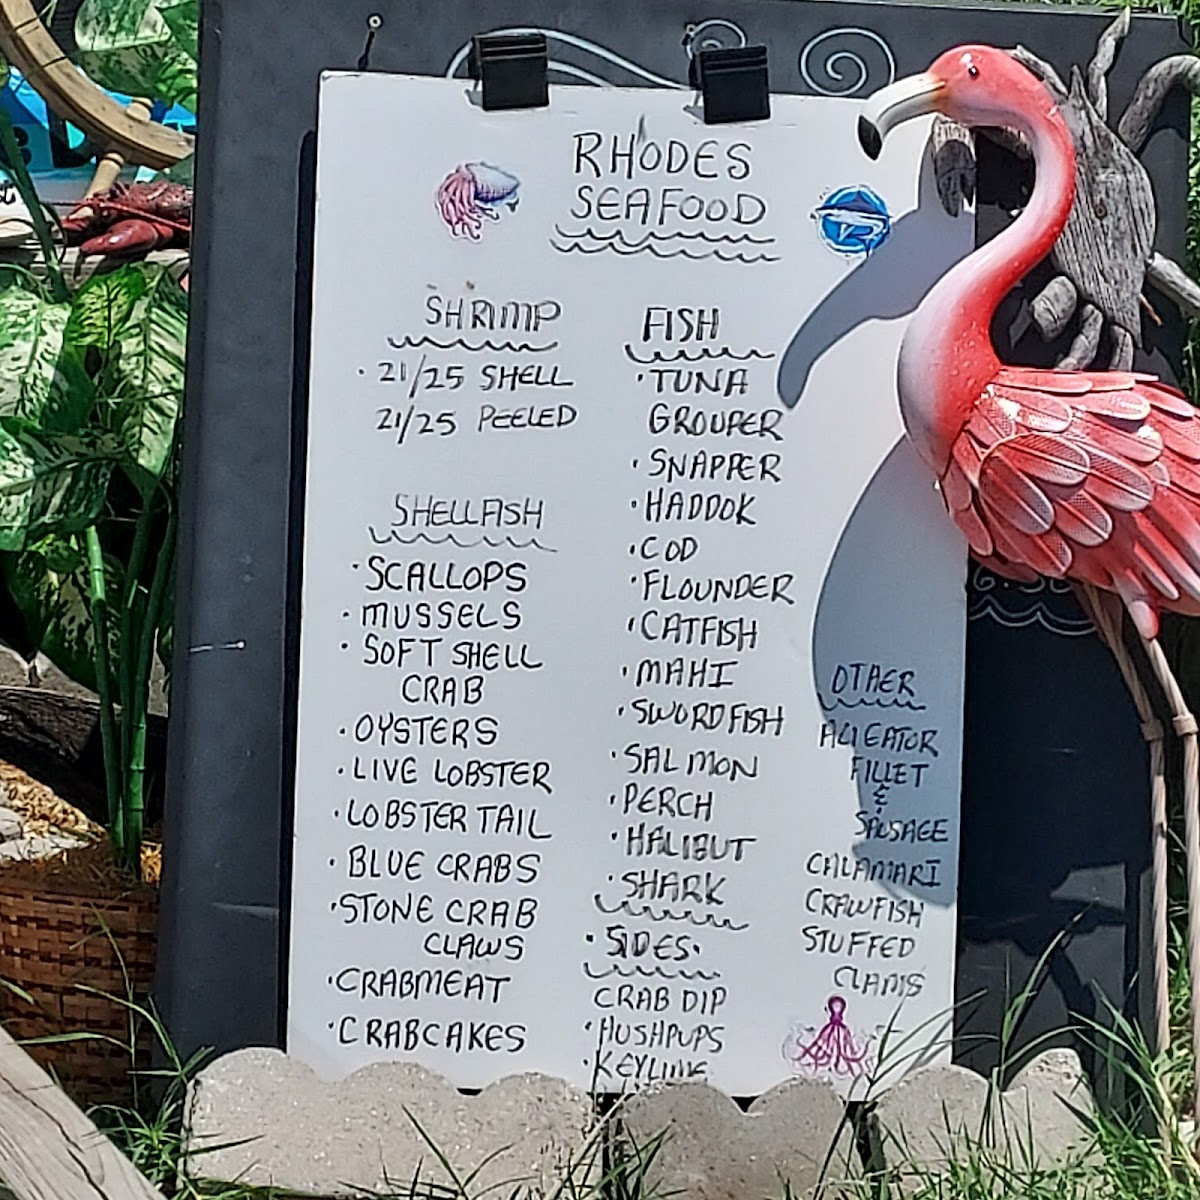 RHODES
SEAFOOD
SHRIMP
• 21/25 SHELL
21/25 PEELED
SHELLFISH
• SCALLOPS
• MUSSELS
• SOFT SHELL
CRAB
• OYSTERS
• LIVE LOBSTER
• LOBSTER TAIL
• BLUE CRABS
• STONE CRAB
CLAWS
• CRABMEAT
• CRABCAKES
FISH
• TUNA
GROUPER
• SNAPPER
• HADDOK
• COD
• FLOUNDER
• CATFISH
• MAHI
• SWORDFISH
• SALMON
• PERCH
• HALIBUT
• SHARK
• SIDES •
CRAB DIP
• HUSHPUPS
• KEYLIME
OTHER
ALIEATOR
FILLET
&
SAUSAGE
CALAMARI
CRAWFISH
STUFFED
CLAMS